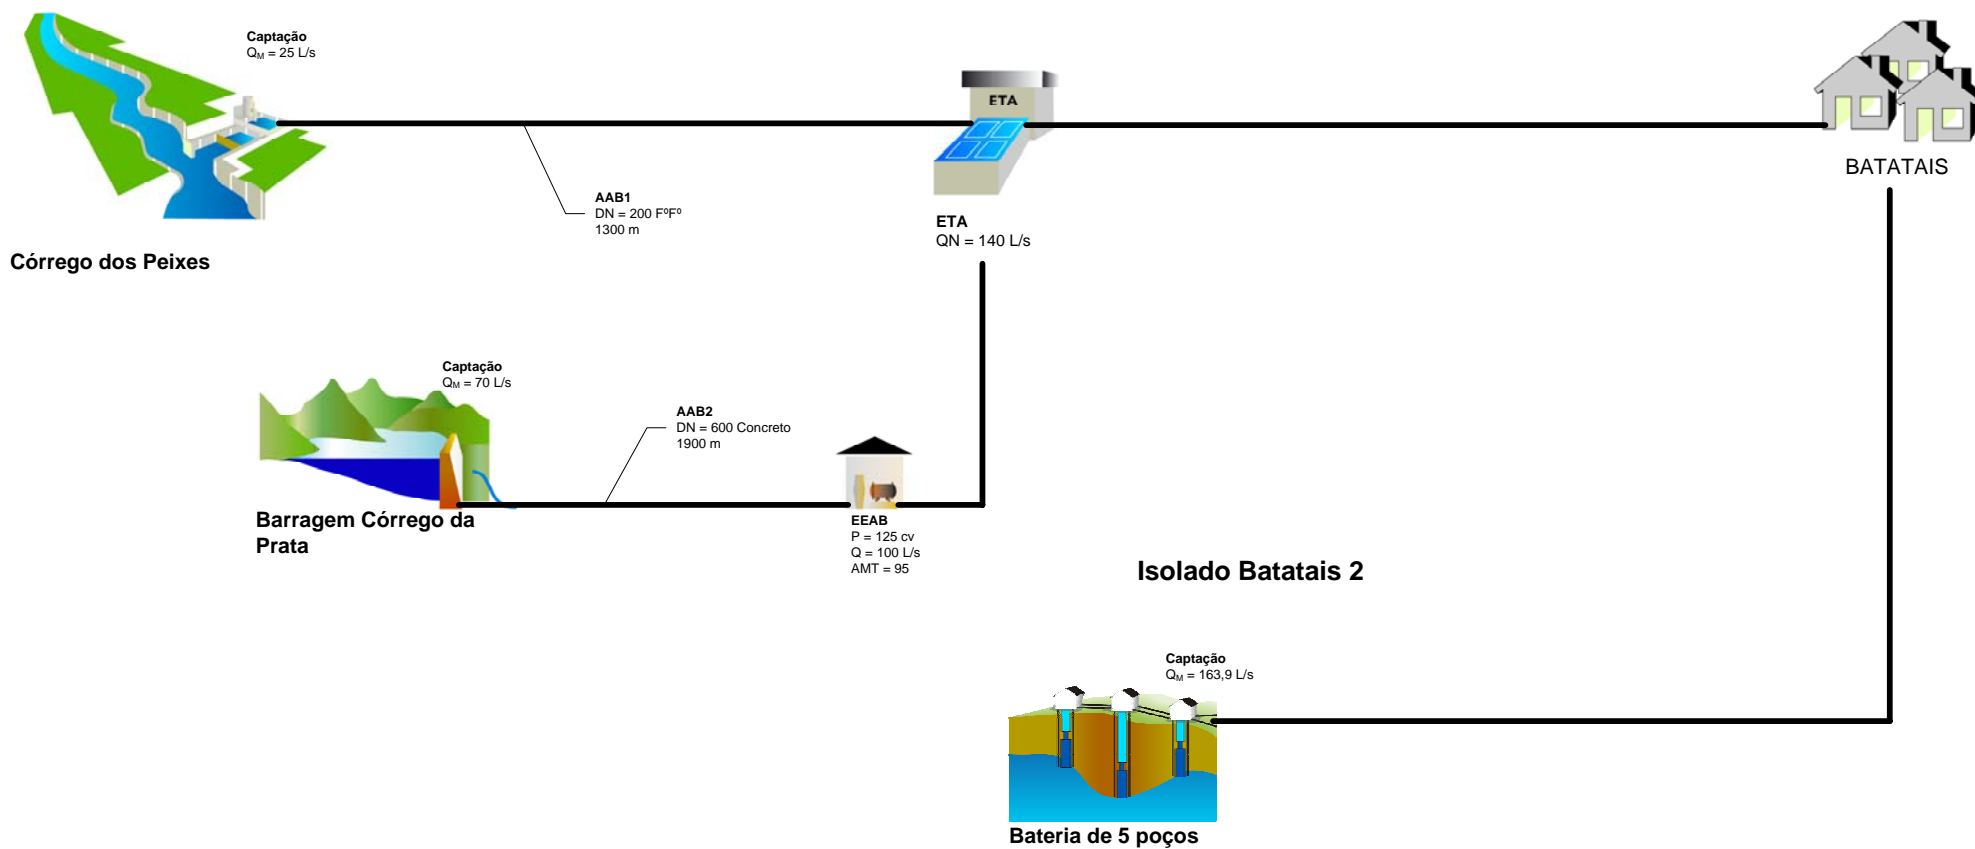 Captação
QM = 25 L/s
ETA
BATATAIS
AAB1
DN = 200 FºFº
1300 m
ETA
QN = 140 L/s
Córrego dos Peixes
Captação
QM = 70 L/s
AAB2
DN = 600 Concreto
1900 m
Barragem Córrego da
Prata
EEAB
P = 125 cv
Q = 100 L/s
AMT = 95
Isolado Batatais 2
Captação
QM = 163,9 L/s
Bateria de 5 poços